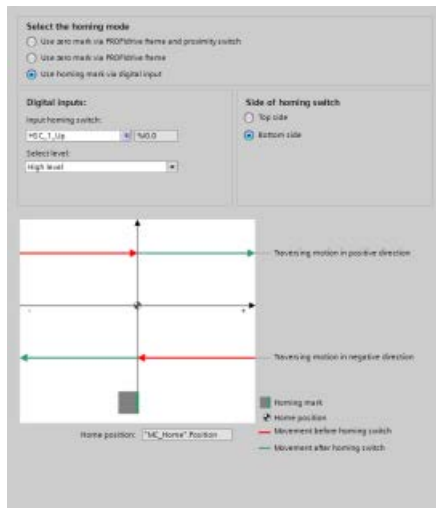 Select the homing mode
Use zero mark via PROFIdrive frame and proximity switch
Use zero mark via PROFIdrive frame
Use homing mark via digital input
Digital inputs:
Input homing switch:
HSC_1_Up
%I0.0
Select level:
High level
Side of homing switch
Top side
Bottom side
Traversing motion in positive direction
-
+
Traversing motion in negative direction
Homing mark
Home position
Movement before homing switch
Movement after homing switch
Home position: "MC_Home".Position